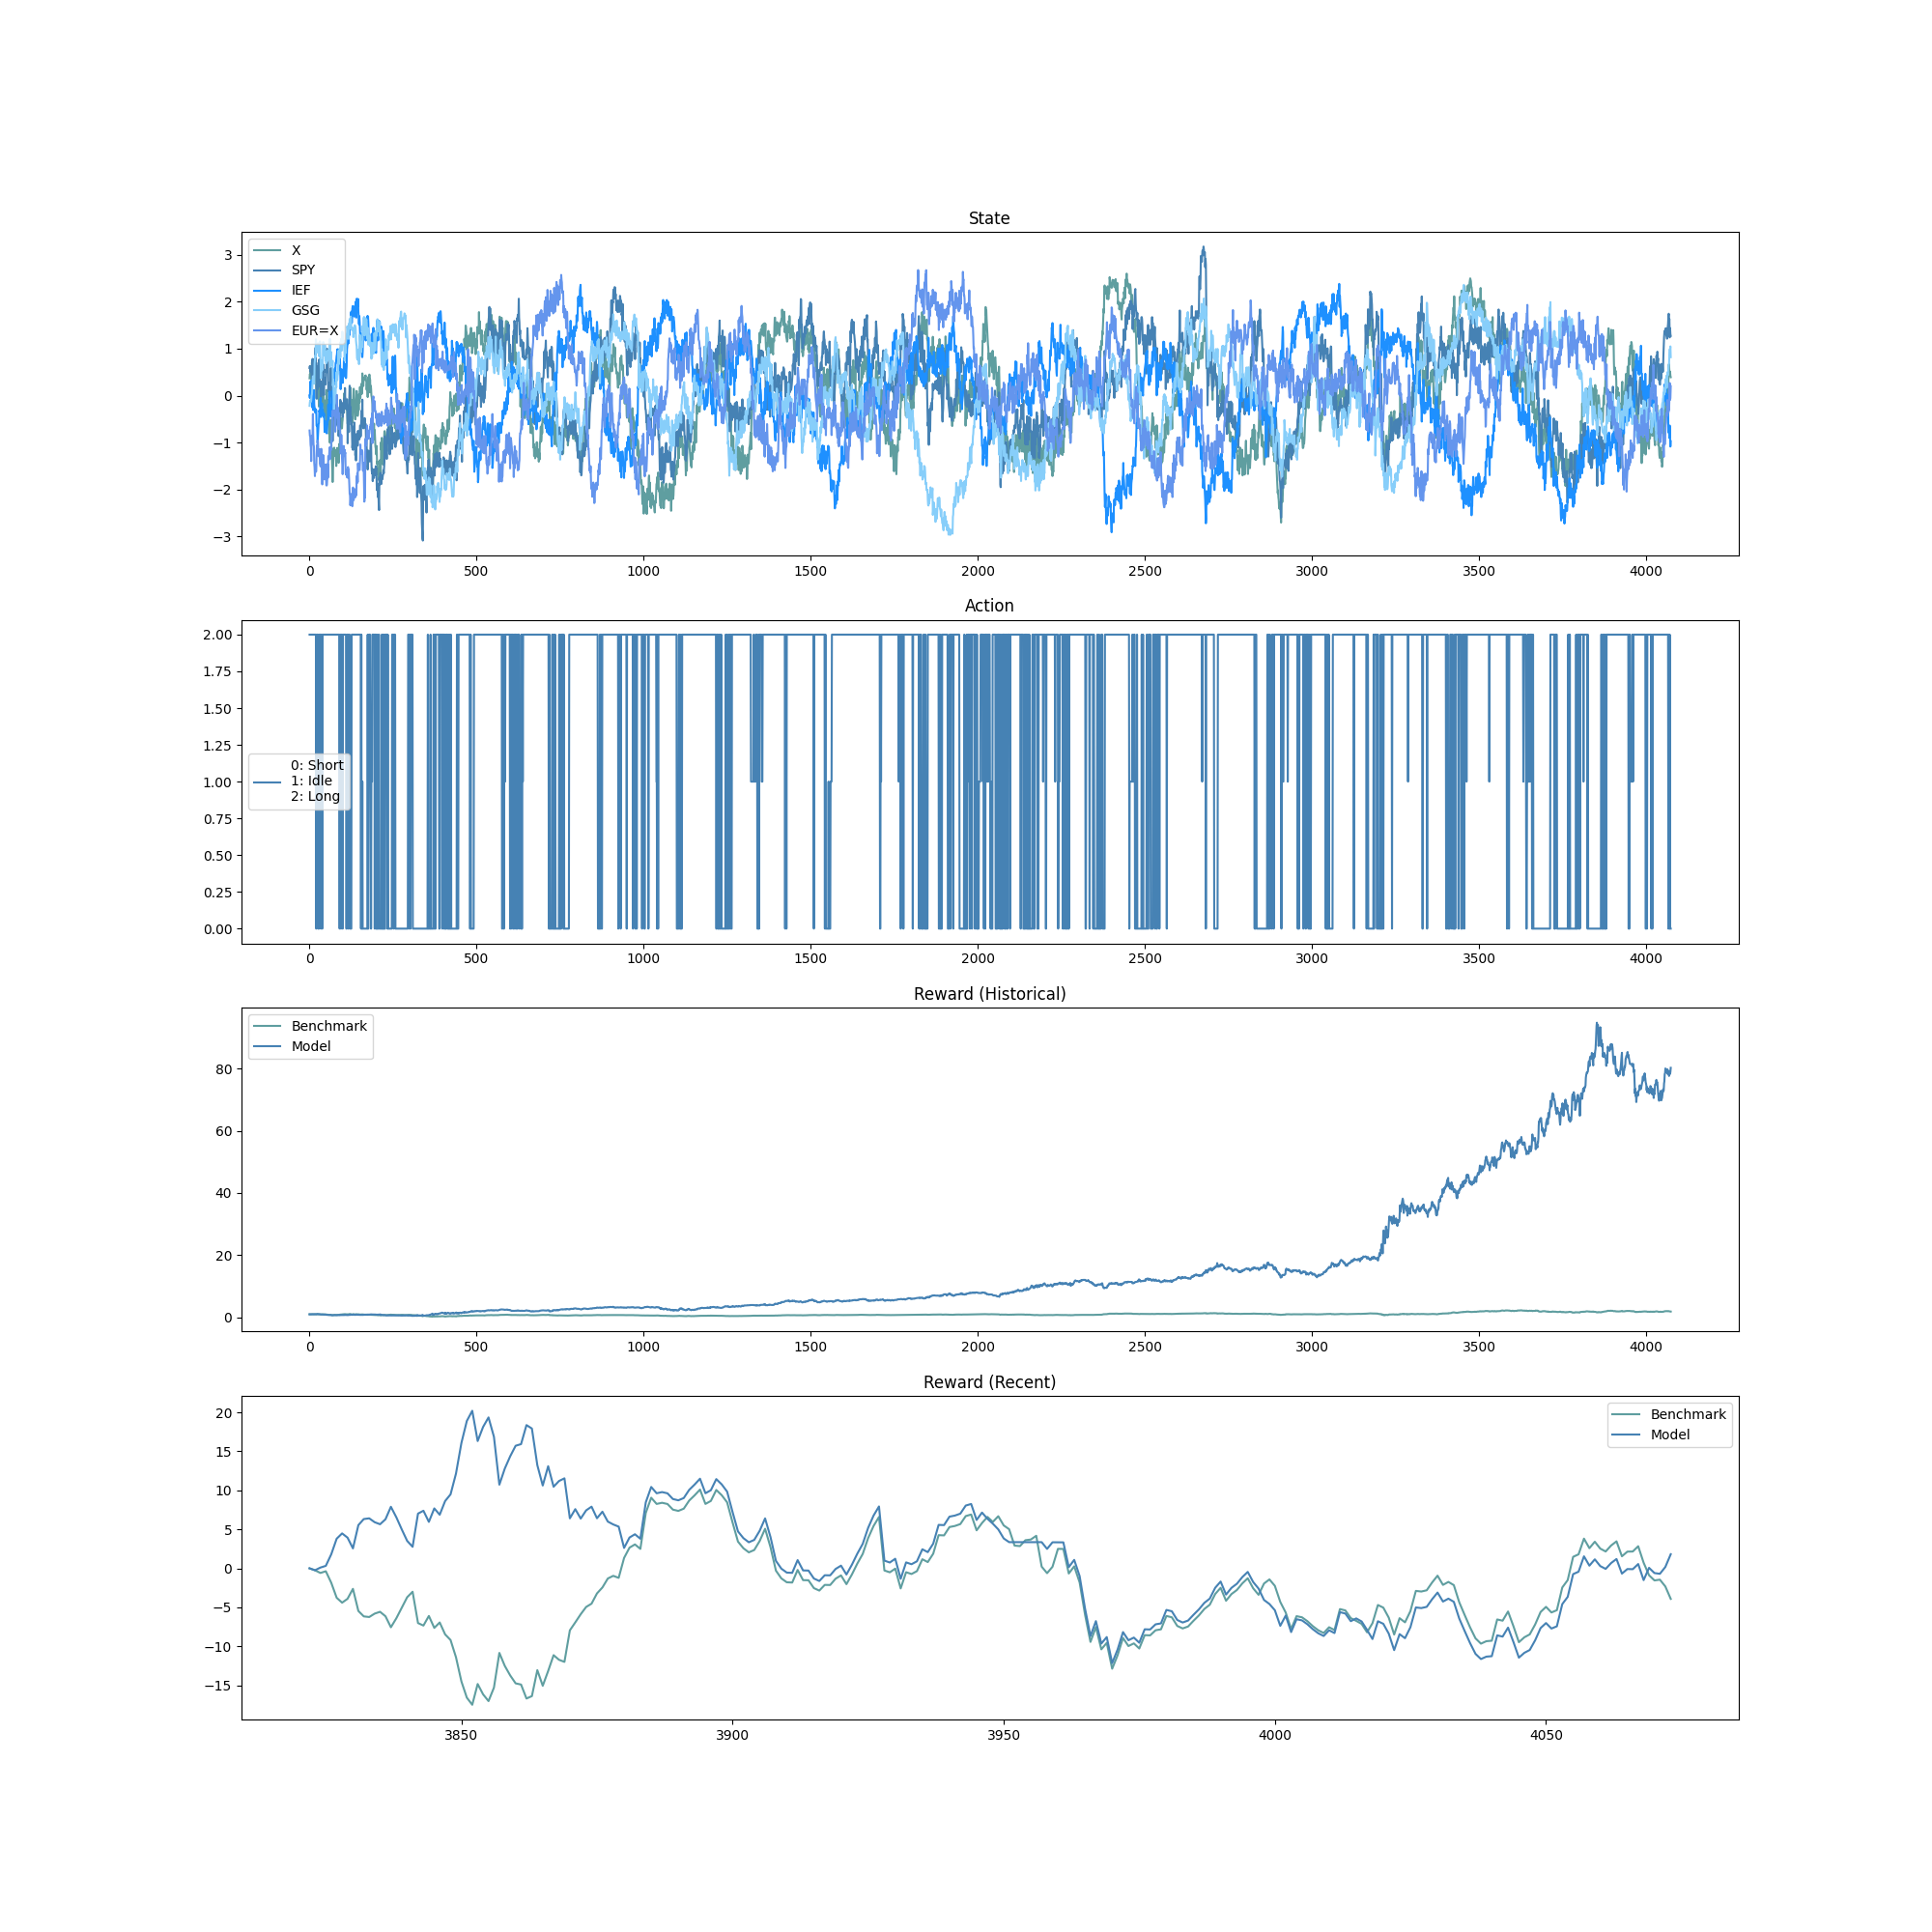 State
X
SPY
IEF
GSG
EUR=X
3
2
1
0
−1
−2
−3
0 500 1000 1500 2000 2500 3000 3500 4000
Action
2.00
1.75
1.50
1.25
1.00
0.75
0.50
0.25
0.00
0: Short
1: Idle
2: Long
0 500 1000 1500 2000 2500 3000 3500 4000
Reward (Historical)
Benchmark
Model
80
60
40
20
0
0 500 1000 1500 2000 2500 3000 3500 4000
Reward (Recent)
Benchmark
Model
20
15
10
5
0
−5
−10
−15
3850 3900 3950 4000 4050